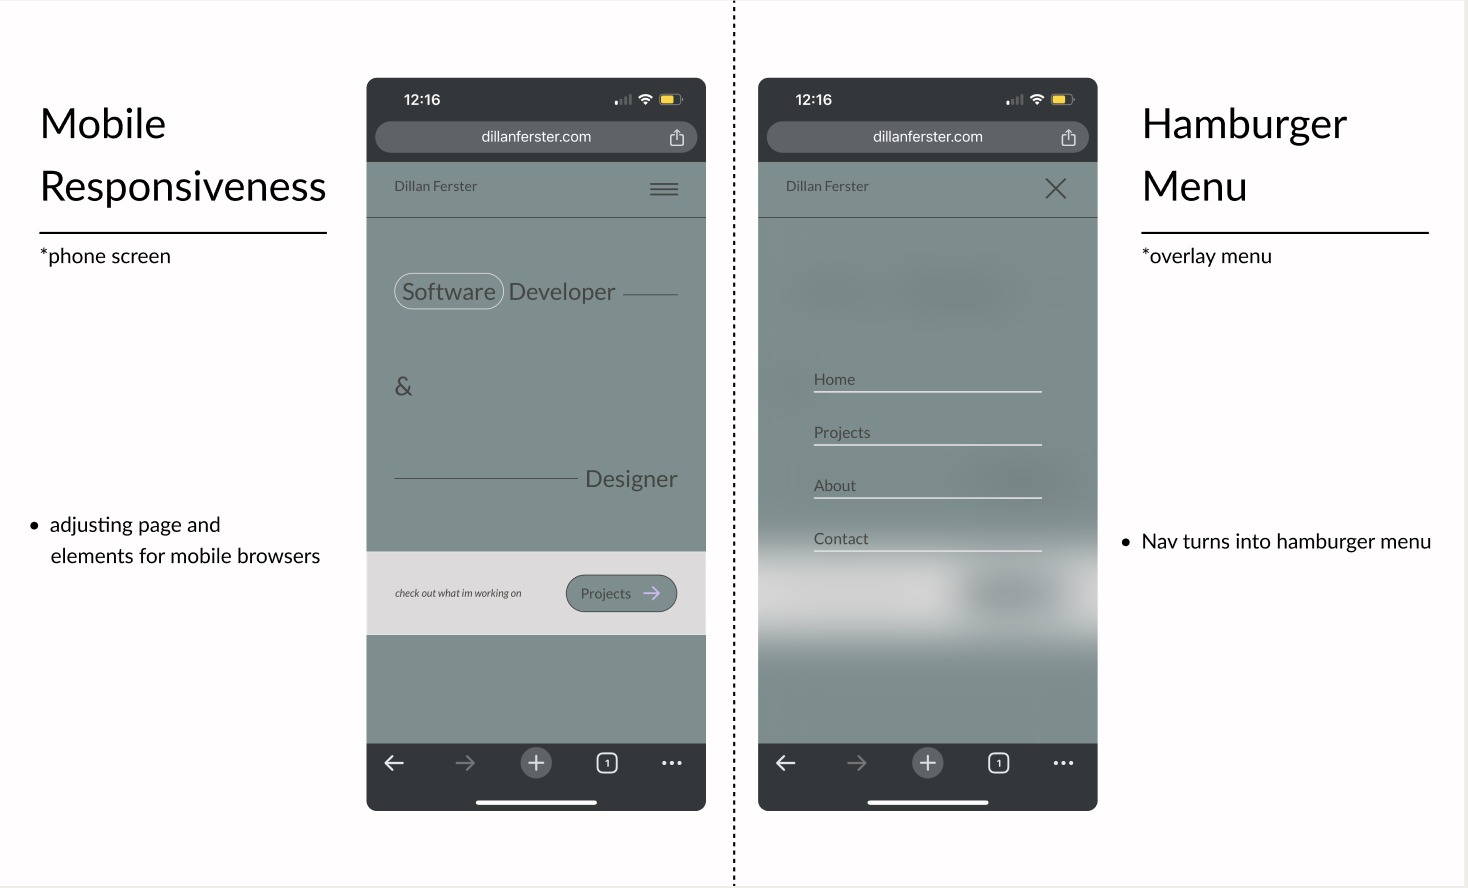 Mobile
Responsiveness
*phone screen
• adjusting page and
elements for mobile browsers
12:16
dillanferster.com
Dillan Ferster
Software Developer
&
Designer
check out what im working on
Projects
1
12:16
dillanferster.com
Dillan Ferster
Home
Projects
About
Contact
1
Hamburger
Menu
*overlay menu
• Nav turns into hamburger menu